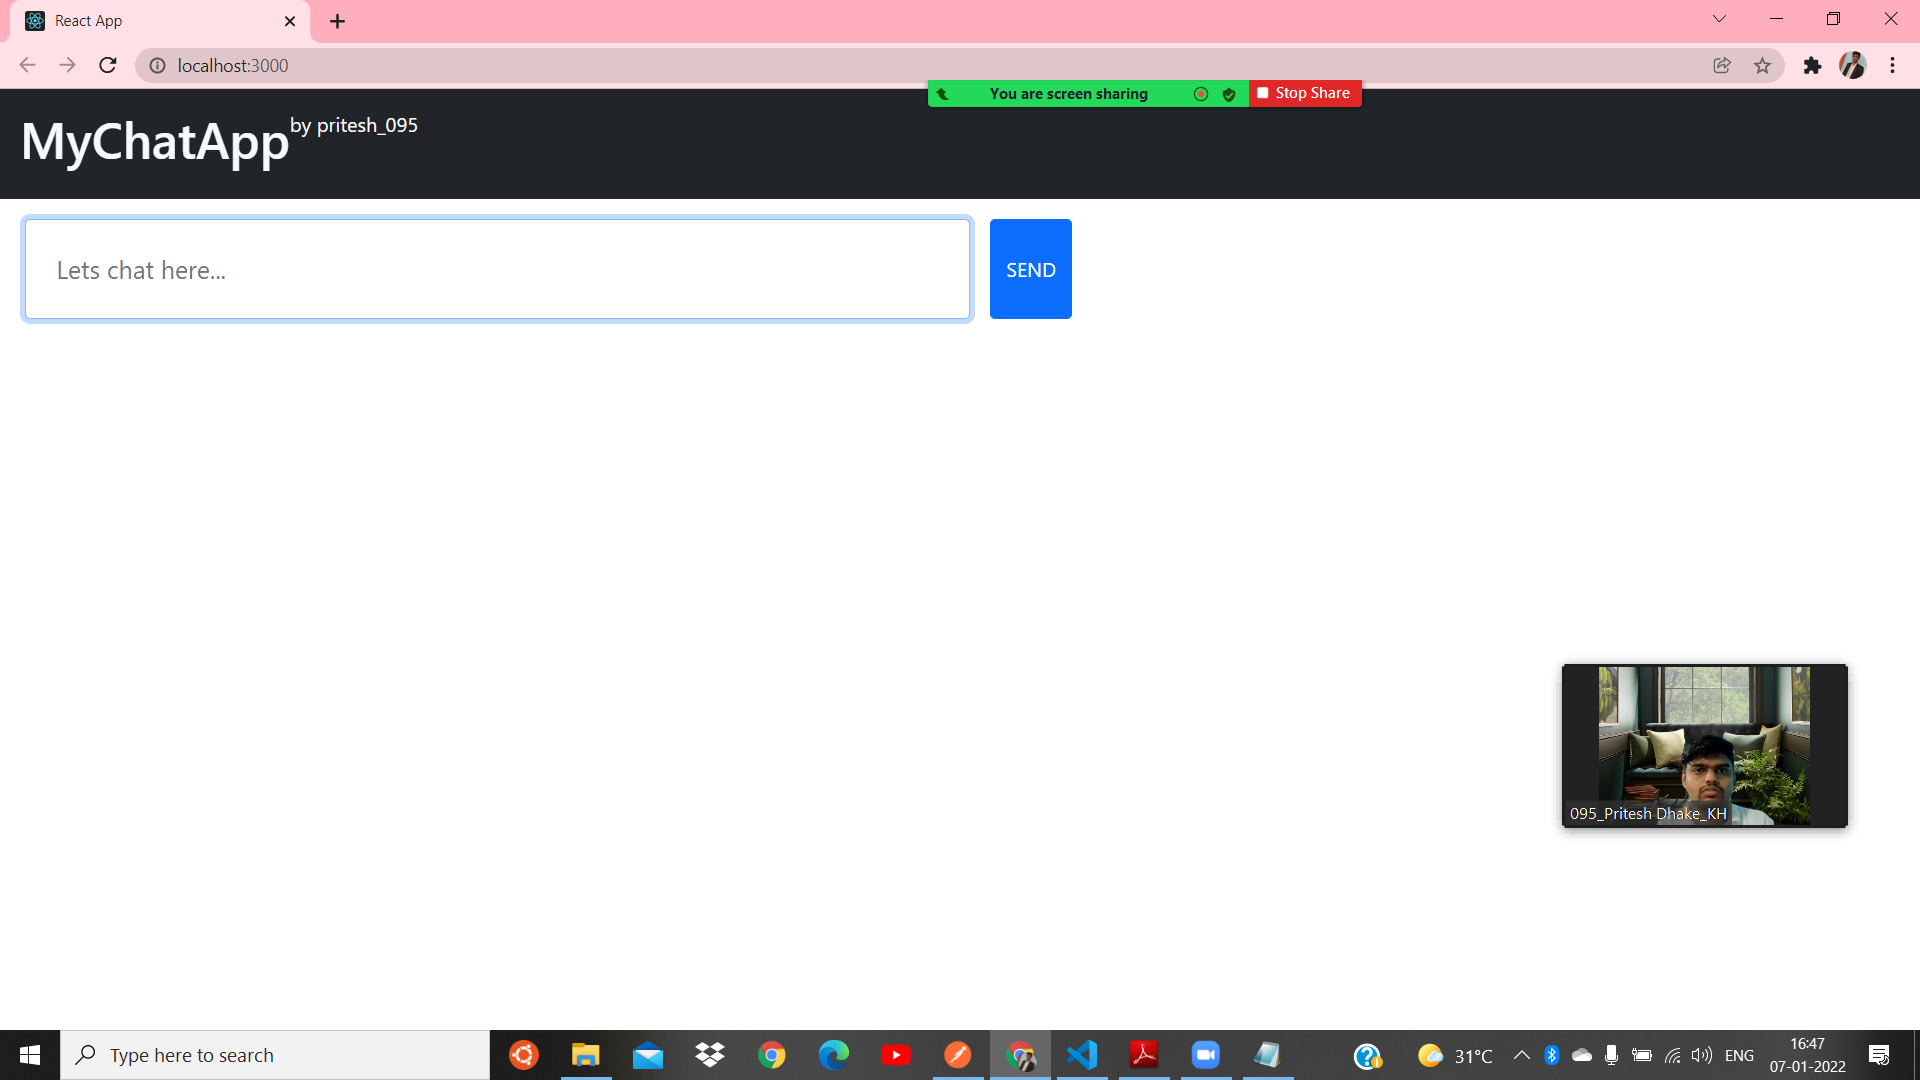 React App
localhost:3000
You are screen sharing
Stop Share
MyChatApp by pritesh_095
Lets chat here...
SEND
095_Pritesh Dhake_KH
Type here to search
31°C
ENG
16:47
07-01-2022